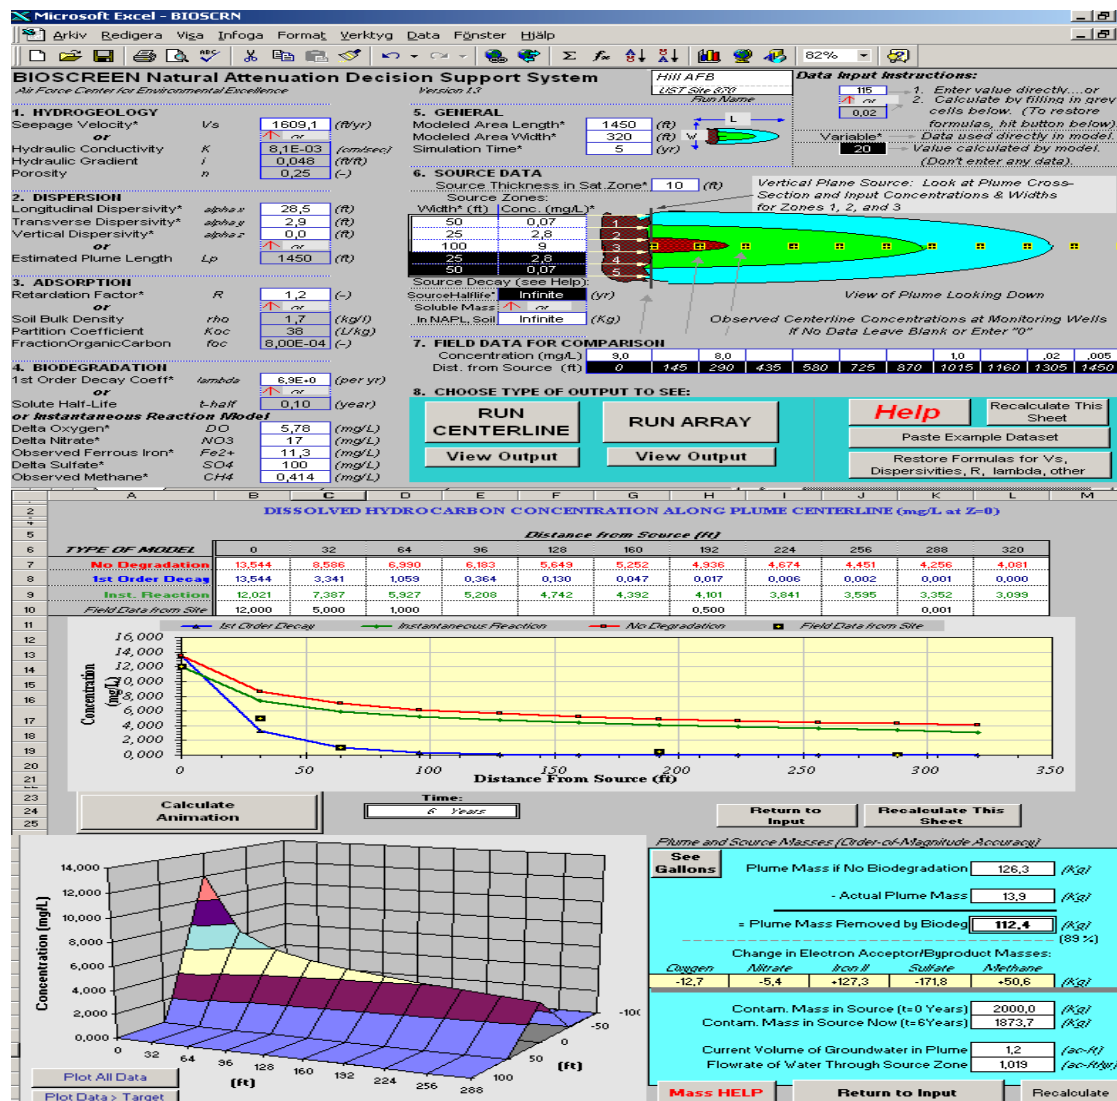 Microsoft Excel - BIOSCRN
Arkiv Redigera Visa Infoga Format Verktyg Data Fönster Hjälp
82%
BIOSCREEN Natural Attenuation Decision Support System
Air Force Center for Environmental Excellence Version 1.3
Hill AFB
UST Site 870
Run Name
Data Input Instructions:
115 1. Enter value directly....or
or 2. Calculate by filling in grey
0,02 cells below. (To restore
formulas, hit button below).
Variable* Data used directly in model.
20 Value calculated by model.
(Don't enter any data).
1. HYDROGEOLOGY
Seepage Velocity* Vs 1609,1 (ft/yr)
or or
Hydraulic Conductivity K 8,1E-03 (cm/sec)
Hydraulic Gradient i 0,048 (ft/ft)
Porosity n 0,25 (-)
2. DISPERSION
Longitudinal Dispersivity* alpha x 28,5 (ft)
Transverse Dispersivity* alpha y 2,9 (ft)
Vertical Dispersivity* alpha z 0,0 (ft)
or or
Estimated Plume Length Lp 1450 (ft)
3. ADSORPTION
Retardation Factor* R 1,2 (-)
or or
Soil Bulk Density rho 1,7 (kg/l)
Partition Coefficient Koc 38 (L/kg)
FractionOrganicCarbon foc 8,00E-04 (-)
4. BIODEGRADATION
1st Order Decay Coeff* lambda 6,9E+0 (per yr)
or or
Solute Half-Life t-half 0,10 (year)
or Instantaneous Reaction Model
Delta Oxygen* DO 5,78 (mg/L)
Delta Nitrate* NO3 17 (mg/L)
Observed Ferrous Iron* Fe2+ 11,3 (mg/L)
Delta Sulfate* SO4 100 (mg/L)
Observed Methane* CH4 0,414 (mg/L)
5. GENERAL
Modeled Area Length* 1450 (ft)
Modeled Area Width* 320 (ft)
Simulation Time* 5 (yr)
L
W
6. SOURCE DATA
Source Thickness in Sat.Zone* 10 (ft)
Source Zones:
Width* (ft) Conc. (mg/L)*
50 0,07 1
25 2,8 2
100 9 3
25 2,8 4
50 0,07 5
Vertical Plane Source: Look at Plume Cross-
Section and Input Concentrations & Widths
for Zones 1, 2, and 3
Source Decay (see Help):
SourceHalflife* Infinite (yr)
Soluble Mass or
In NAPL, Soil Infinite (Kg)
View of Plume Looking Down
Observed Centerline Concentrations at Monitoring Wells
If No Data Leave Blank or Enter "0"
7. FIELD DATA FOR COMPARISON
Concentration (mg/L) 9,0 8,0 1,0 ,02 ,005
Dist. from Source (ft) 0 145 290 435 580 725 870 1015 1160 1305 1450
8. CHOOSE TYPE OF OUTPUT TO SEE:
RUN CENTERLINE
RUN ARRAY
View Output
View Output
Help
Recalculate This Sheet
Paste Example Dataset
Restore Formulas for Vs,
Dispersivities, R, lambda, other
A B C D E F G H I J K L M
2 DISSOLVED HYDROCARBON CONCENTRATION ALONG PLUME CENTERLINE (mg/L at Z=0)
4
5 Distance from Source (ft)
6 TYPE OF MODEL 0 32 64 96 128 160 192 224 256 288 320
7 No Degradation 13,544 8,586 6,990 6,183 5,649 5,252 4,936 4,674 4,451 4,256 4,081
8 1st Order Decay 13,544 3,341 1,059 0,364 0,130 0,047 0,017 0,006 0,002 0,001 0,000
9 Inst. Reaction 12,021 7,387 5,927 5,208 4,742 4,392 4,101 3,841 3,595 3,352 3,099
10 Field Data from Site 12,000 5,000 1,000 0,500 0,001
11 1st Order Decay Instantaneous Reaction No Degradation Field Data from Site
12 16,000
13 14,000
14 12,000
15 8,000
16 6,000
17 4,000
18 2,000
19 0,000
20
21
Concentration (mg/L)
0 50 100 150 200 250 300 350
Distance From Source (ft)
23
24
25
Calculate Animation
Time:
6 Years
Return to Input
Recalculate This Sheet
14,000
12,000
10,000
8,000
6,000
4,000
2,000
0,000
Concentration (mg/L)
0 32 64 96 128 160 192 224 256 288
(ft)
-100
-50
0
50
100
(ft)
Plot All Data
Plot Data > Target
Plume and Source Masses (Order-of-Magnitude Accuracy)
See Gallons
Plume Mass if No Biodegradation 126,3 (Kg)
- Actual Plume Mass 13,9 (Kg)
= Plume Mass Removed by Biodeg 112,4 (Kg)
(89 %)
Change in Electron Acceptor/Byproduct Masses:
Oxygen Nitrate Iron II Sulfate Methane
-12,7 -5,4 +127,3 -171,8 +50,6 (Kg)
Contam. Mass in Source (t=0 Years) 2000,0 (Kg)
Contam. Mass in Source Now (t=6Years) 1873,7 (Kg)
Current Volume of Groundwater in Plume 1,2 (ac-ft)
Flowrate of Water Through Source Zone 1,019 (ac-ft/yr)
Mass HELP
Return to Input
Recalculate